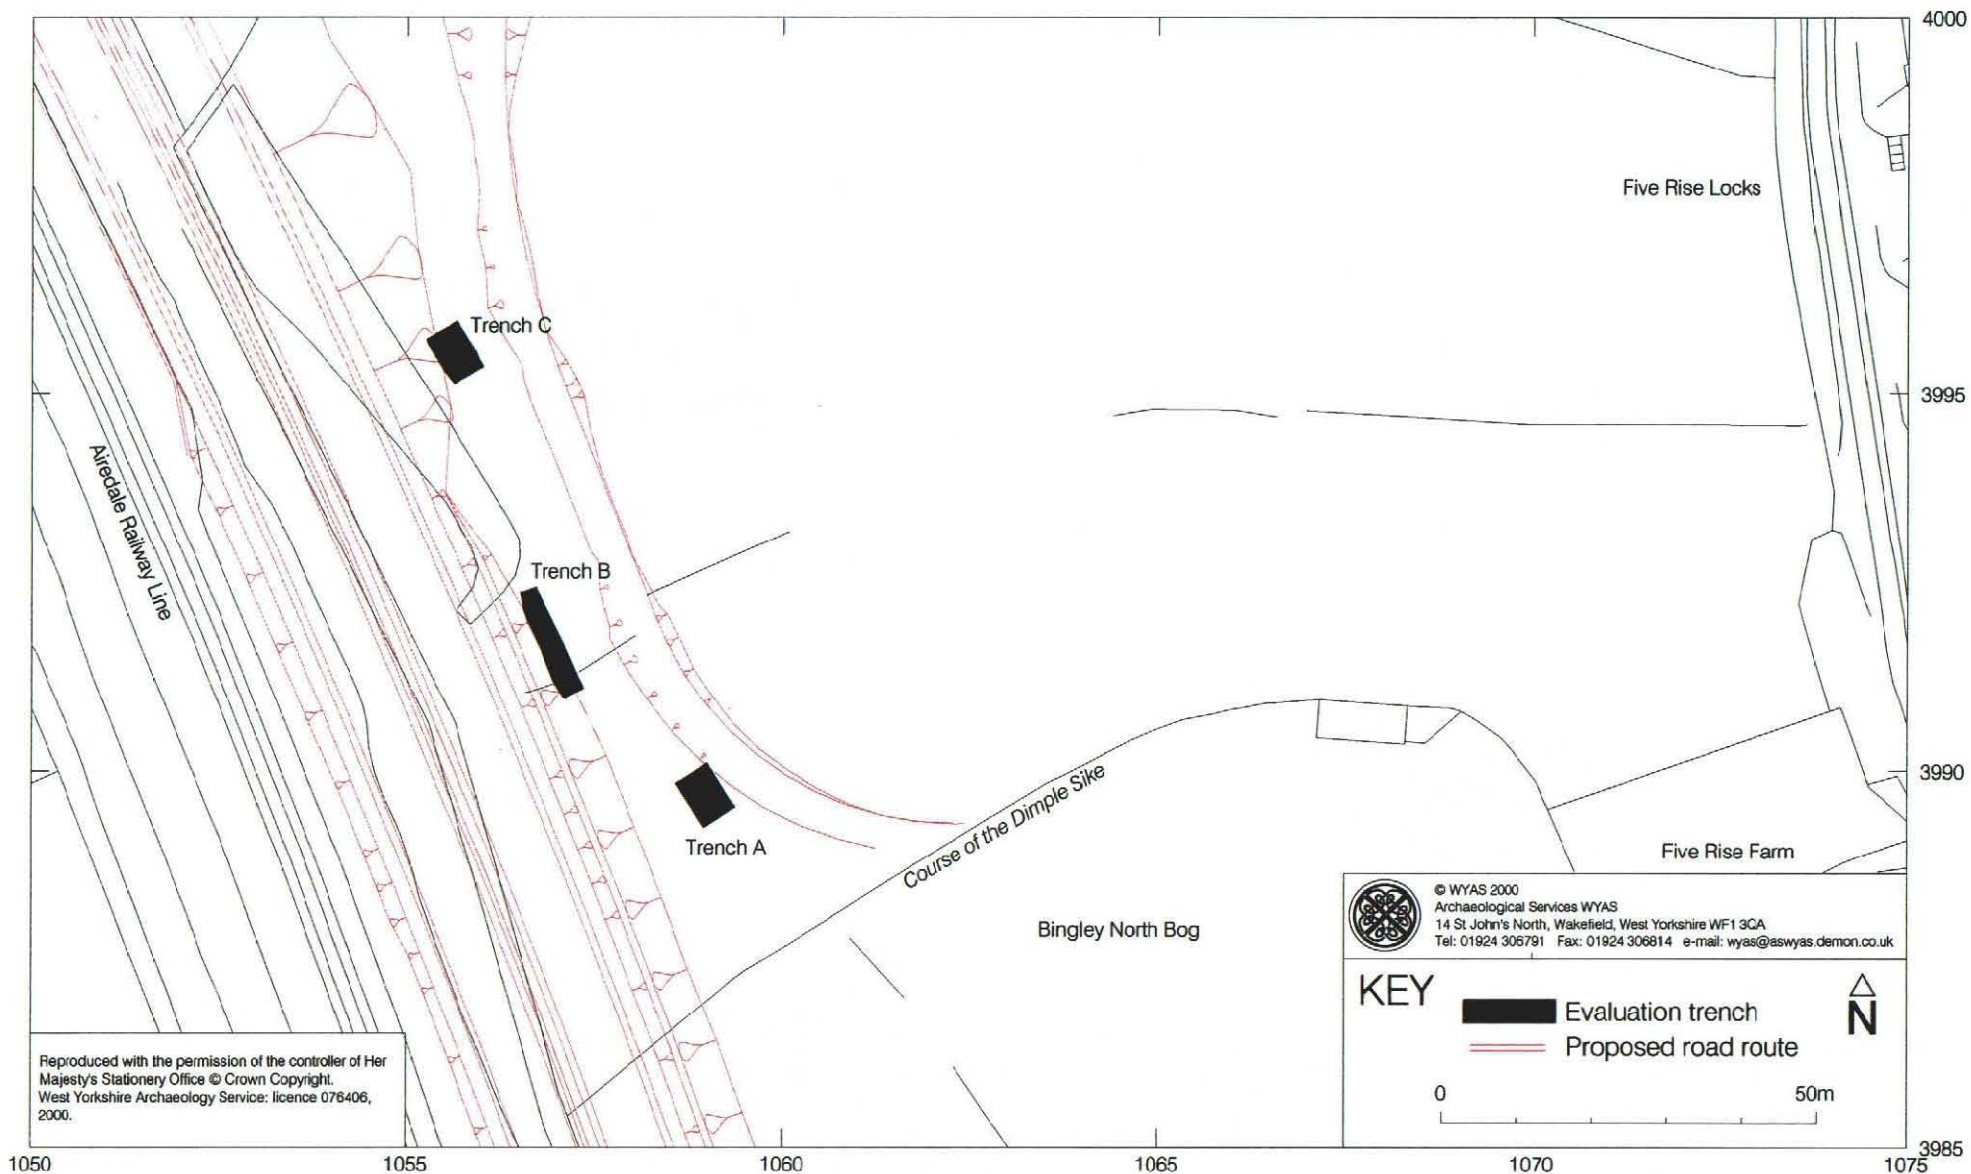 4000
Five Rise Locks
Trench C
3995
Airedale Railway Line
Trench B
3990
Course of the Dimple Sike
Trench A
Five Rise Farm
Bingley North Bog
© WYAS 2000
Archaeological Services WYAS
14 St John's North, Wakefield, West Yorkshire WF1 3QA
Tel: 01924 306791 Fax: 01924 306814 e-mail: wyas@aswyas.demon.co.uk
KEY
Evaluation trench
Proposed road route
N
0 50m
Reproduced with the permission of the controller of Her
Majesty's Stationery Office © Crown Copyright.
West Yorkshire Archaeology Service: licence 076406,
2000.
3985
1050 1055 1060 1065 1070 1075